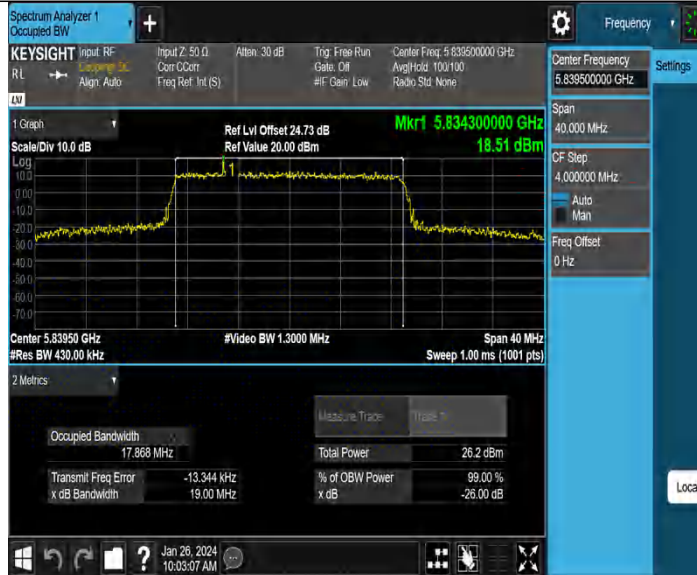 Spectrum Analyzer 1
Occupied BW
+
Frequency
KEYSIGHT
RL
Input: RF
Coupling: DC
Align: Auto
Input Z: 50 Ω
Corr CCorr
Freq Ref: Int (S)
Atten: 30 dB
Trig: Free Run
Gate: Off
#IF Gain: Low
Center Freq: 5.839500000 GHz
Avg|Hold: 100/100
Radio Std: None
Center Frequency
5.839500000 GHz
Settings
Span
40.000 MHz
CF Step
4.000000 MHz
Auto
Man
Freq Offset
0 Hz
1 Graph
Scale/Div 10.0 dB
Ref Lvl Offset 24.73 dB
Ref Value 20.00 dBm
Mkr1 5.834300000 GHz
18.51 dBm
Log
10.0
0.00
-10.0
-20.0
-30.0
-40.0
-50.0
-60.0
-70.0
1
Center 5.83950 GHz
#Video BW 1.3000 MHz
Span 40 MHz
#Res BW 430.00 kHz
Sweep 1.00 ms (1001 pts)
2 Metrics
Measure Trace
Trace 1
Occupied Bandwidth
17.868 MHz
Total Power
26.2 dBm
Transmit Freq Error
-13.344 kHz
% of OBW Power
99.00 %
x dB Bandwidth
19.00 MHz
x dB
-26.00 dB
Loca
?
Jan 26, 2024
10:03:07 AM